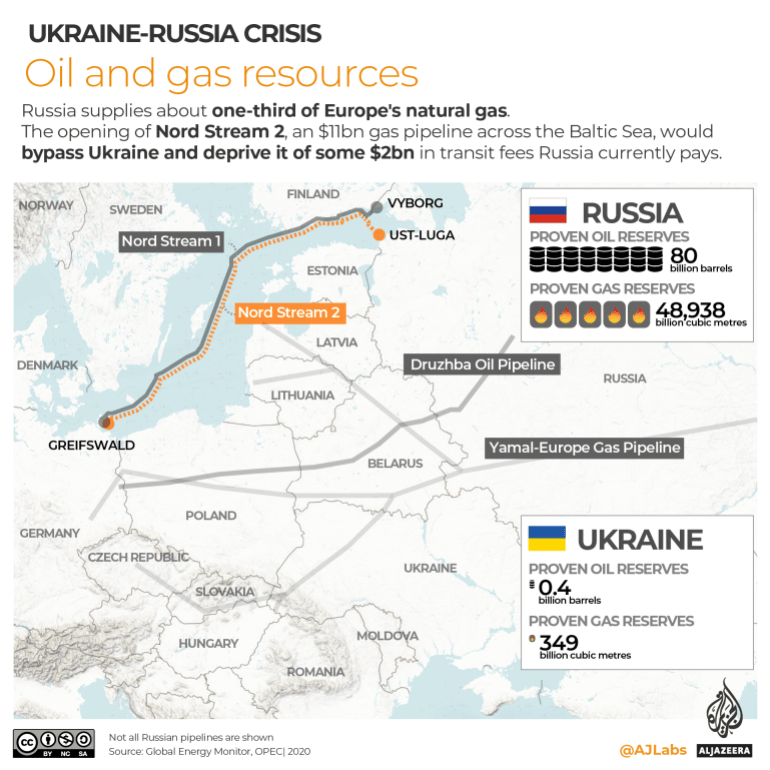 UKRAINE-RUSSIA CRISIS
Oil and gas resources
Russia supplies about one-third of Europe's natural gas.
The opening of Nord Stream 2, an $11bn gas pipeline across the Baltic Sea, would
bypass Ukraine and deprive it of some $2bn in transit fees Russia currently pays.
NORWAY
SWEDEN
FINLAND
VYBORG
Nord Stream 1
UST-LUGA
ESTONIA
Nord Stream 2
LATVIA
DENMARK
Druzhba Oil Pipeline
RUSSIA
LITHUANIA
GREIFSWALD
Yamal-Europe Gas Pipeline
BELARUS
POLAND
GERMANY
CZECH REPUBLIC
UKRAINE
SLOVAKIA
HUNGARY
MOLDOVA
ROMANIA
RUSSIA
PROVEN OIL RESERVES
80
billion barrels
PROVEN GAS RESERVES
48,938
billion cubic metres
UKRAINE
PROVEN OIL RESERVES
0.4
billion barrels
PROVEN GAS RESERVES
349
billion cubic metres
cc
BY NC SA
Not all Russian pipelines are shown
Source: Global Energy Monitor, OPEC| 2020
@AJLabs
ALJAZEERA